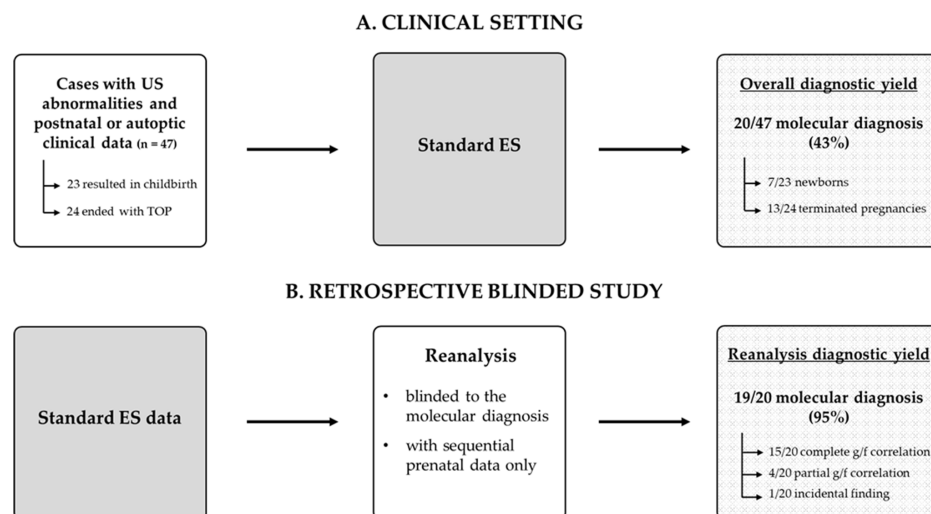 A. CLINICAL SETTING
Cases with US
abnormalities and
postnatal or autoptic
clinical data (n = 47)
23 resulted in childbirth
24 ended with TOP
Standard ES
Overall diagnostic yield
20/47 molecular diagnosis
(43%)
7/23 newborns
13/24 terminated pregnancies
B. RETROSPECTIVE BLINDED STUDY
Standard ES data
Reanalysis
• blinded to the
molecular diagnosis
• with sequential
prenatal data only
Reanalysis diagnostic yield
19/20 molecular diagnosis
(95%)
15/20 complete g/f correlation
4/20 partial g/f correlation
1/20 incidental finding